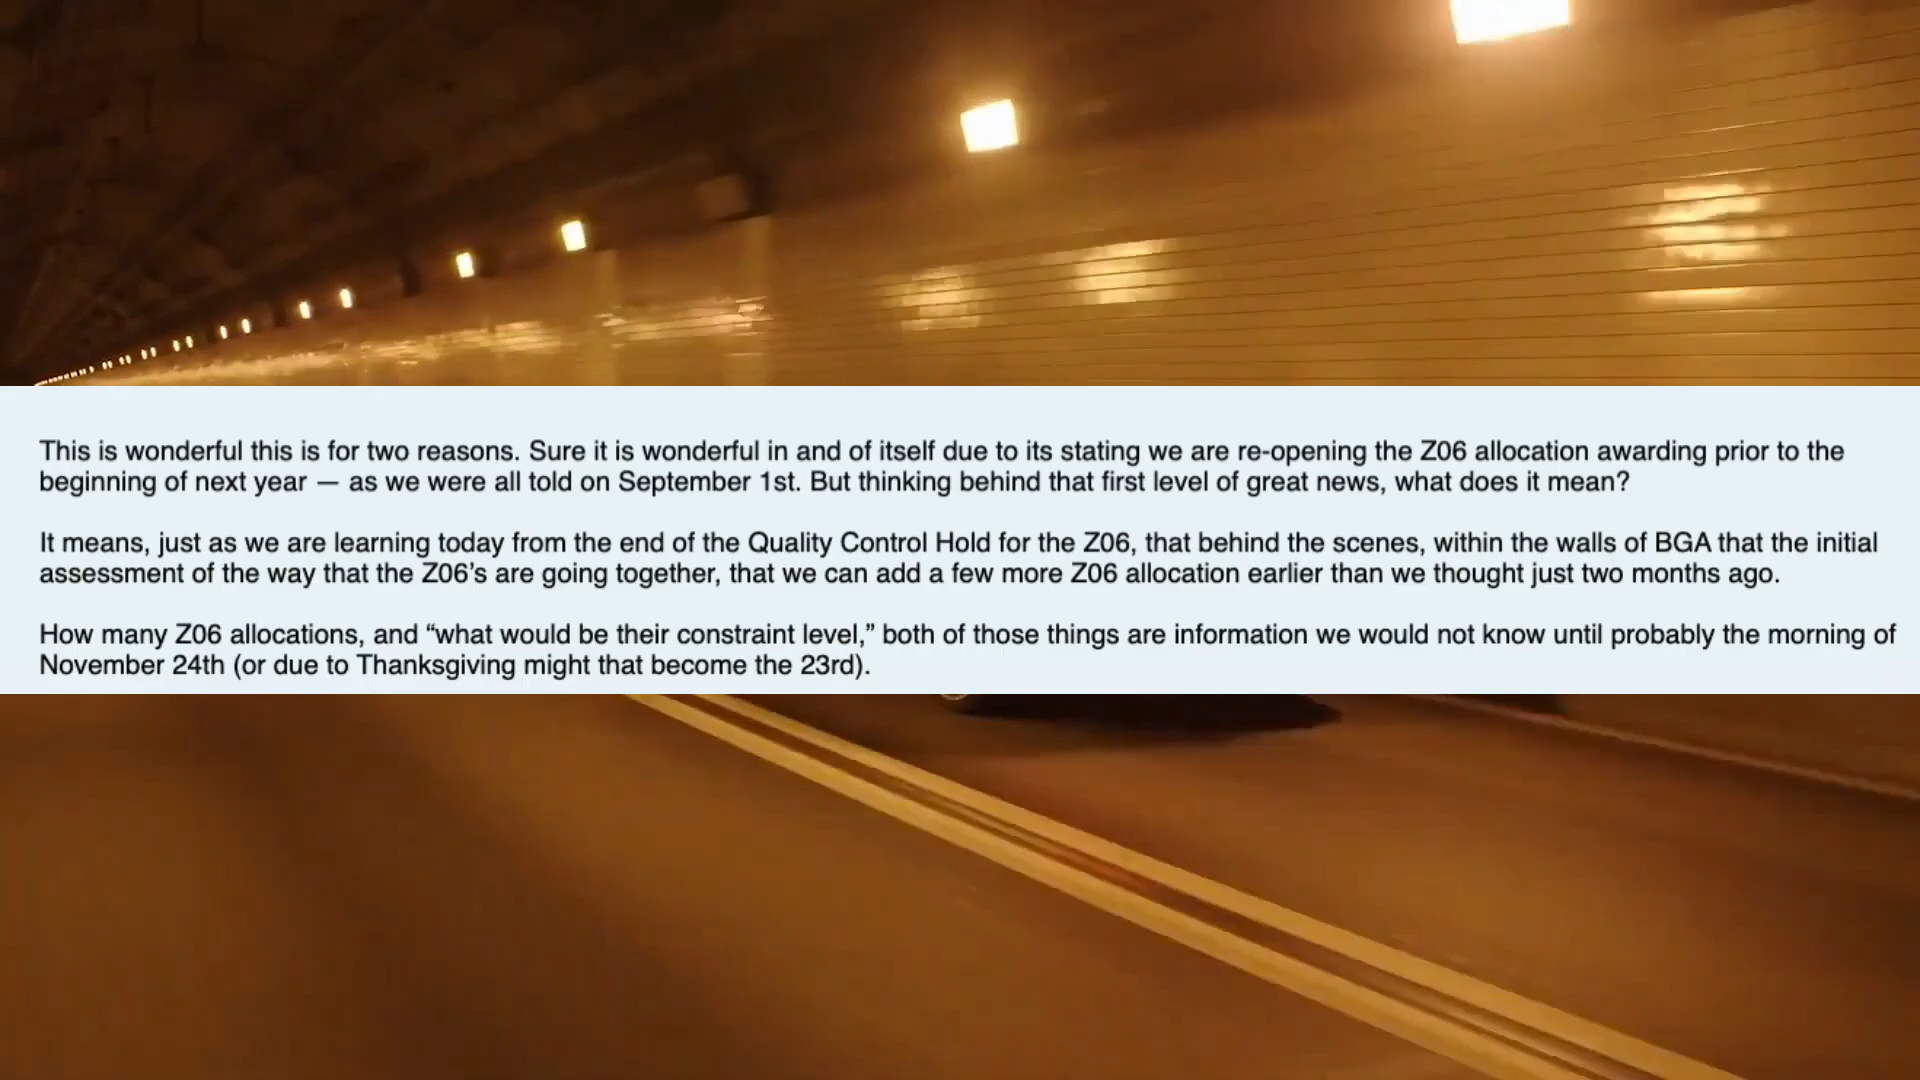 This is wonderful this is for two reasons. Sure it is wonderful in and of itself due to its stating we are re-opening the Z06 allocation awarding prior to the
beginning of next year — as we were all told on September 1st. But thinking behind that first level of great news, what does it mean?
It means, just as we are learning today from the end of the Quality Control Hold for the Z06, that behind the scenes, within the walls of BGA that the initial
assessment of the way that the Z06's are going together, that we can add a few more Z06 allocation earlier than we thought just two months ago.
How many Z06 allocations, and “what would be their constraint level,” both of those things are information we would not know until probably the morning of
November 24th (or due to Thanksgiving might that become the 23rd).